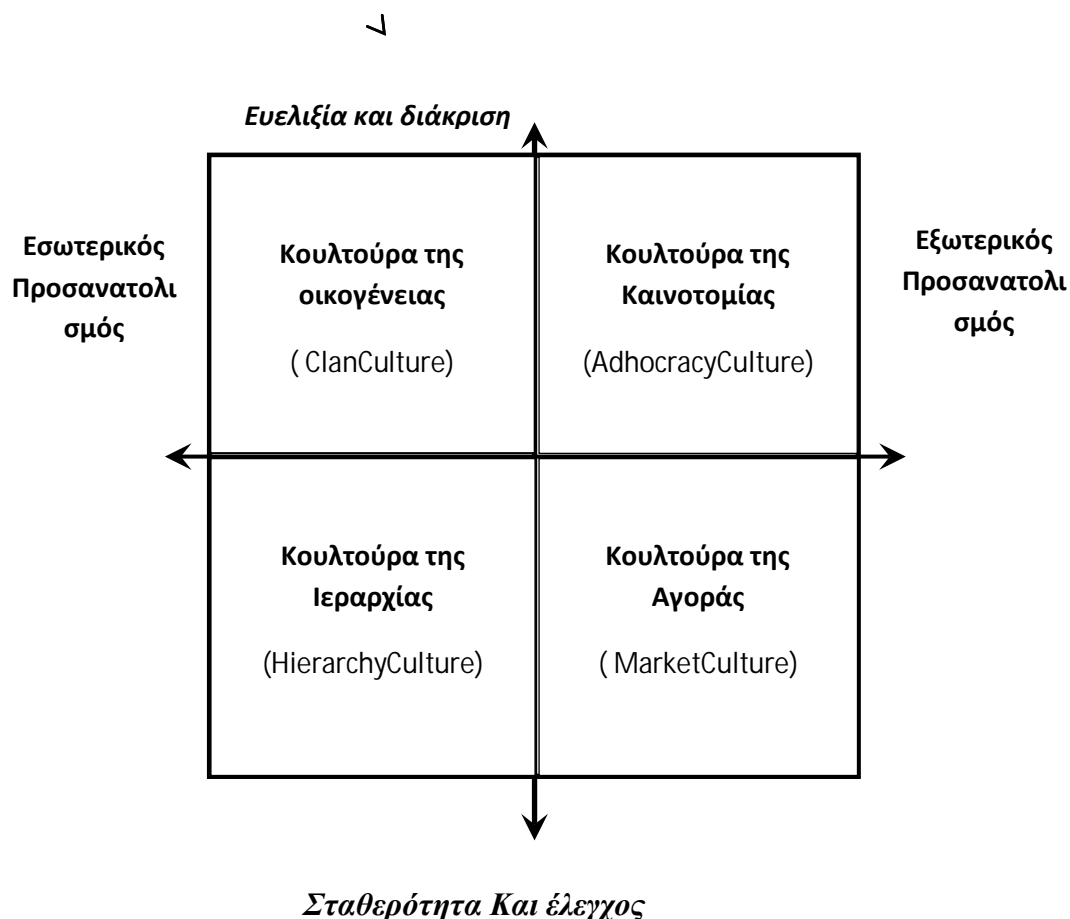 Ευελιξία και διάκριση
Εσωτερικός
Προσανατολι
σμός
Κουλτούρα της
οικογένειας
( ClanCulture)
Κουλτούρα της
Καινοτομίας
(AdhocracyCulture)
Εξωτερικός
Προσανατολι
σμός
Κουλτούρα της
Ιεραρχίας
(HierarchyCulture)
Κουλτούρα της
Αγοράς
( MarketCulture)
Σταθερότητα Και έλεγχος